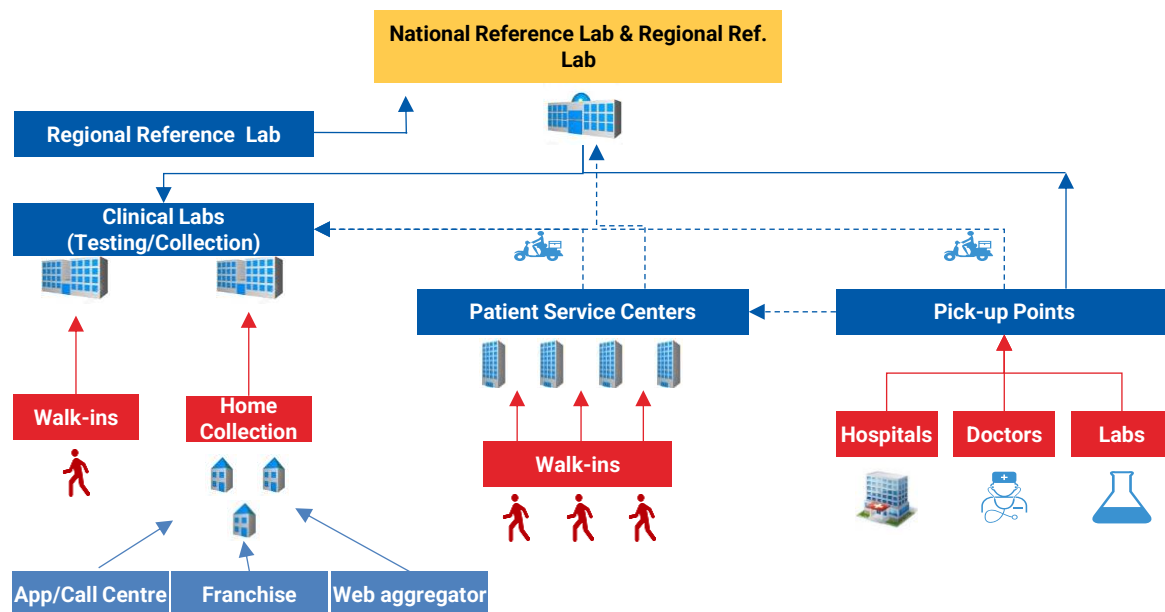 National Reference Lab & Regional Ref.
Lab
Regional Reference Lab
Clinical Labs
(Testing/Collection)
Patient Service Centers
Pick-up Points
Walk-ins
Home
Collection
Walk-ins
Hospitals
Doctors
Labs
App/Call Centre
Franchise
Web aggregator